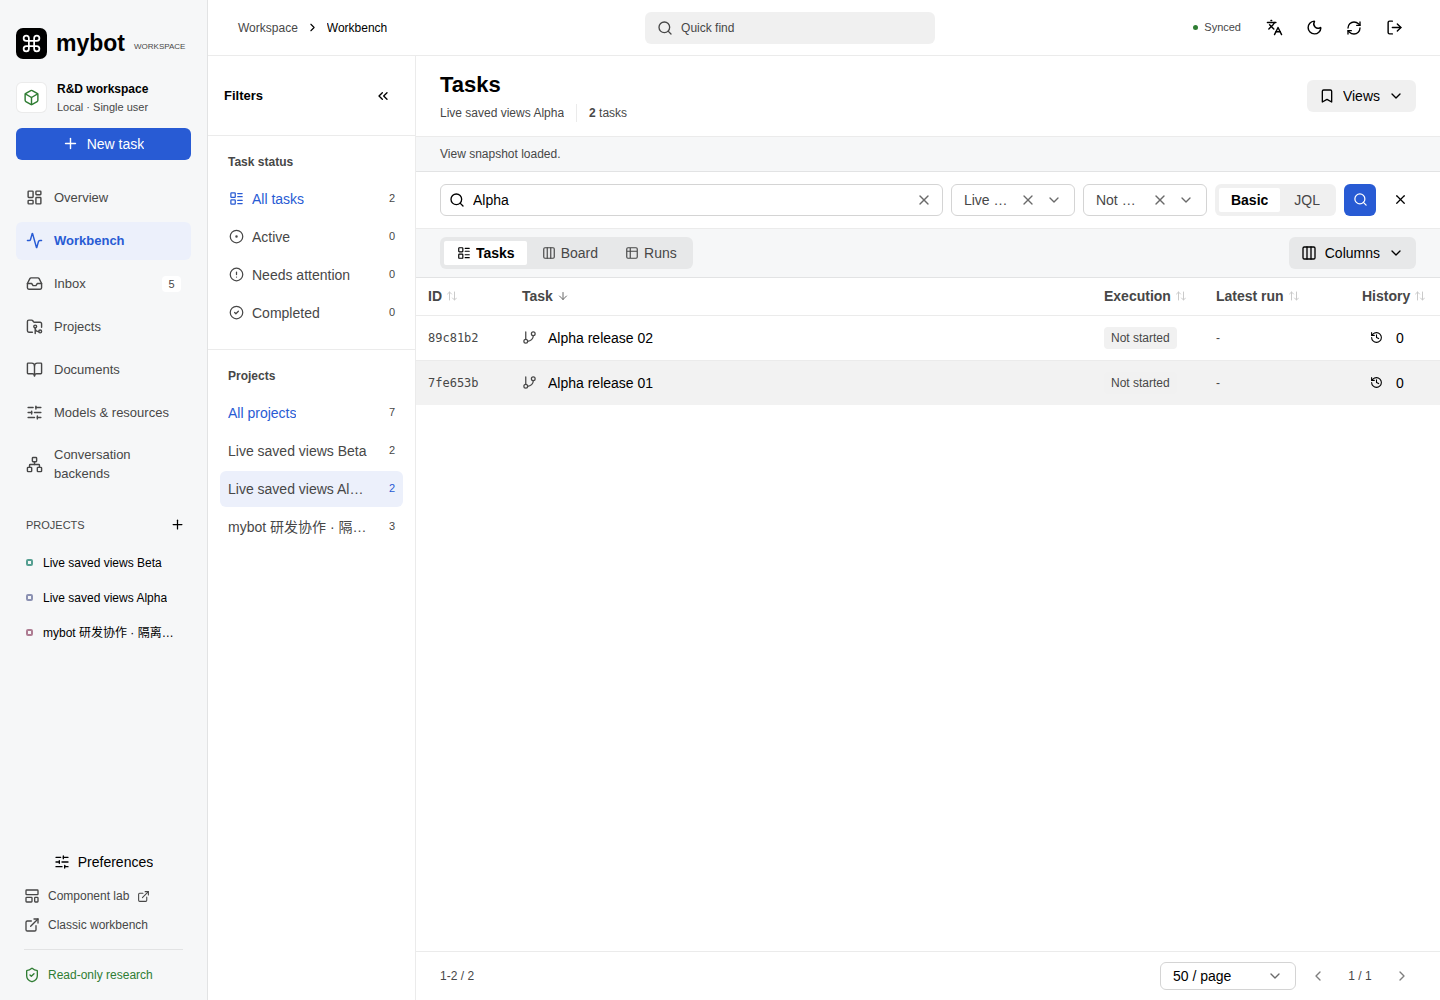 mybot WORKSPACE
R&D workspace
Local · Single user
New task
Overview
Workbench
Inbox 5
Projects
Documents
Models & resources
Conversation
backends
PROJECTS
Live saved views Beta
Live saved views Alpha
mybot 研发协作 · 隔离…
Preferences
Component lab
Classic workbench
Read-only research
Workspace > Workbench
Quick find
Synced
Filters
Task status
All tasks 2
Active 0
Needs attention 0
Completed 0
Projects
All projects 7
Live saved views Beta 2
Live saved views Al… 2
mybot 研发协作 · 隔… 3
Tasks
Live saved views Alpha 2 tasks
Views
View snapshot loaded.
Alpha Live … Not … Basic JQL
Tasks Board Runs Columns
ID Task Execution Latest run History
89c81b2 Alpha release 02 Not started - 0
7fe653b Alpha release 01 Not started - 0
1-2 / 2 50 / page 1 / 1